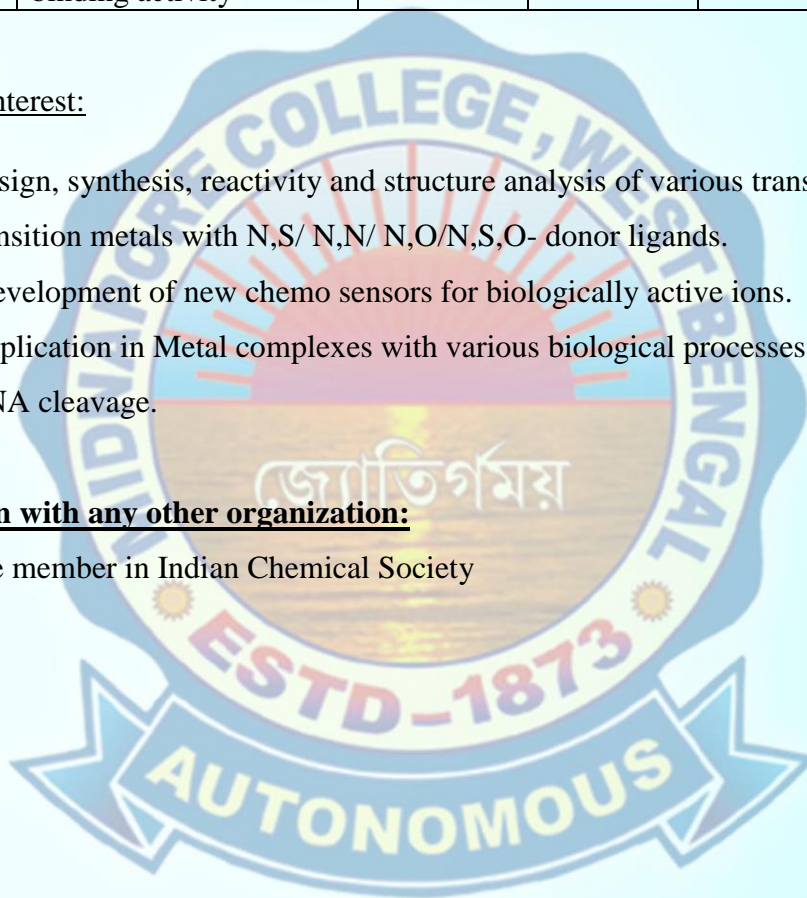 binding activity
nterest:
sign, synthesis, reactivity and structure analysis of various trans
nsition metals with N,S/ N,N/ N,O/N,S,O- donor ligands.
evelopment of new chemo sensors for biologically active ions.
plication in Metal complexes with various biological processes
NA cleavage.
n with any other organization:
e member in Indian Chemical Society
MIDNAPORE COLLEGE, WEST BENGAL
জ্যোতির্গময়
ESTD-1873
AUTONOMOUS